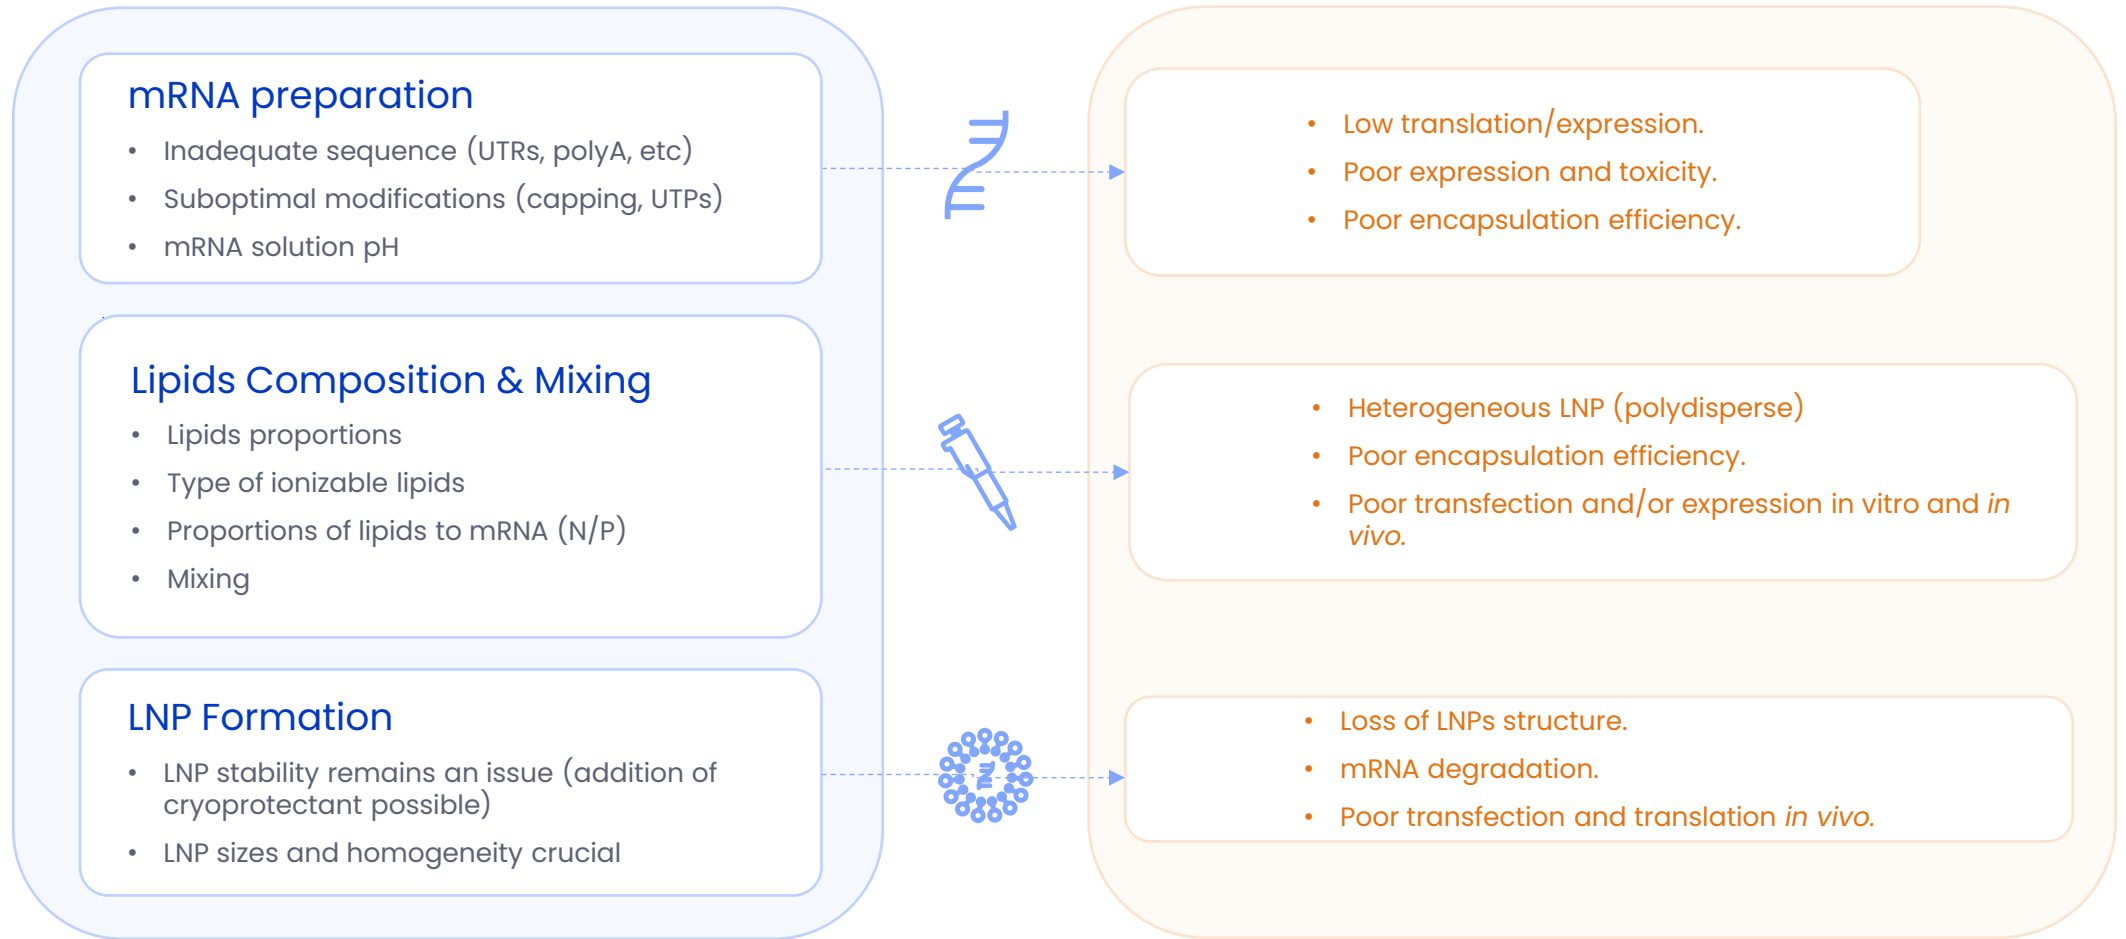 mRNA preparation
• Inadequate sequence (UTRs, polyA, etc)
• Suboptimal modifications (capping, UTPs)
• mRNA solution pH
• Low translation/expression.
• Poor expression and toxicity.
• Poor encapsulation efficiency.
Lipids Composition & Mixing
• Lipids proportions
• Type of ionizable lipids
• Proportions of lipids to mRNA (N/P)
• Mixing
• Heterogeneous LNP (polydisperse)
• Poor encapsulation efficiency.
• Poor transfection and/or expression in vitro and in
vivo.
LNP Formation
• LNP stability remains an issue (addition of
cryoprotectant possible)
• LNP sizes and homogeneity crucial
• Loss of LNPs structure.
• mRNA degradation.
• Poor transfection and translation in vivo.